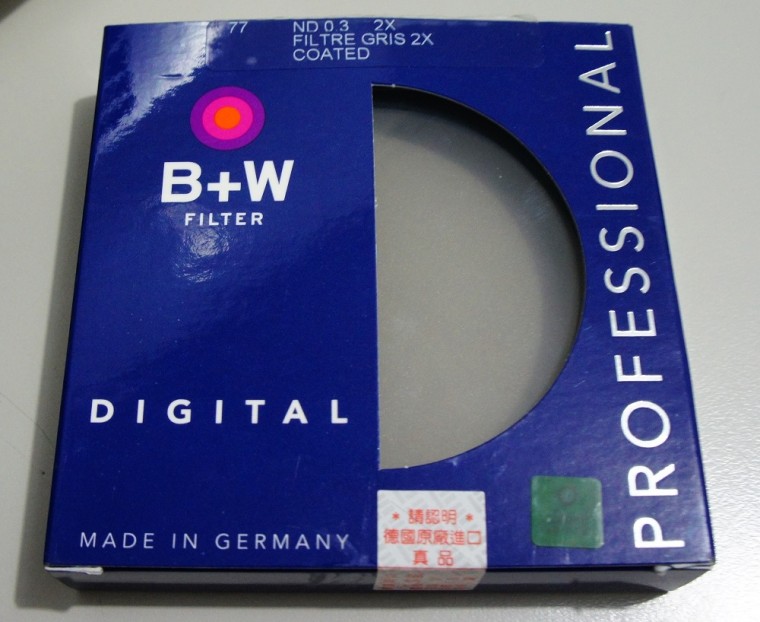 77 ND 0.3 2X
FILTRE GRIS 2X
COATED
B+W
FILTER
DIGITAL
MADE IN GERMANY
PROFESSIONAL
* 請認明 *
德國原廠進口
真品